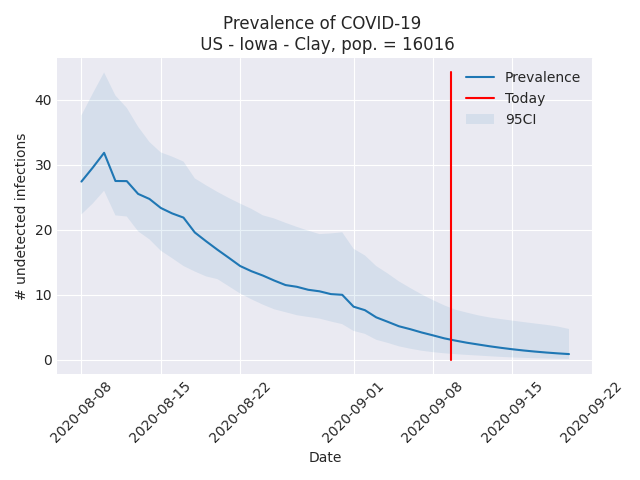 Prevalence of COVID-19
US - Iowa - Clay, pop. = 16016
Prevalence
Today
95CI
# undetected infections
40
30
20
10
0
2020-08-08
2020-08-15
2020-08-22
2020-09-01
2020-09-08
2020-09-15
2020-09-22
Date